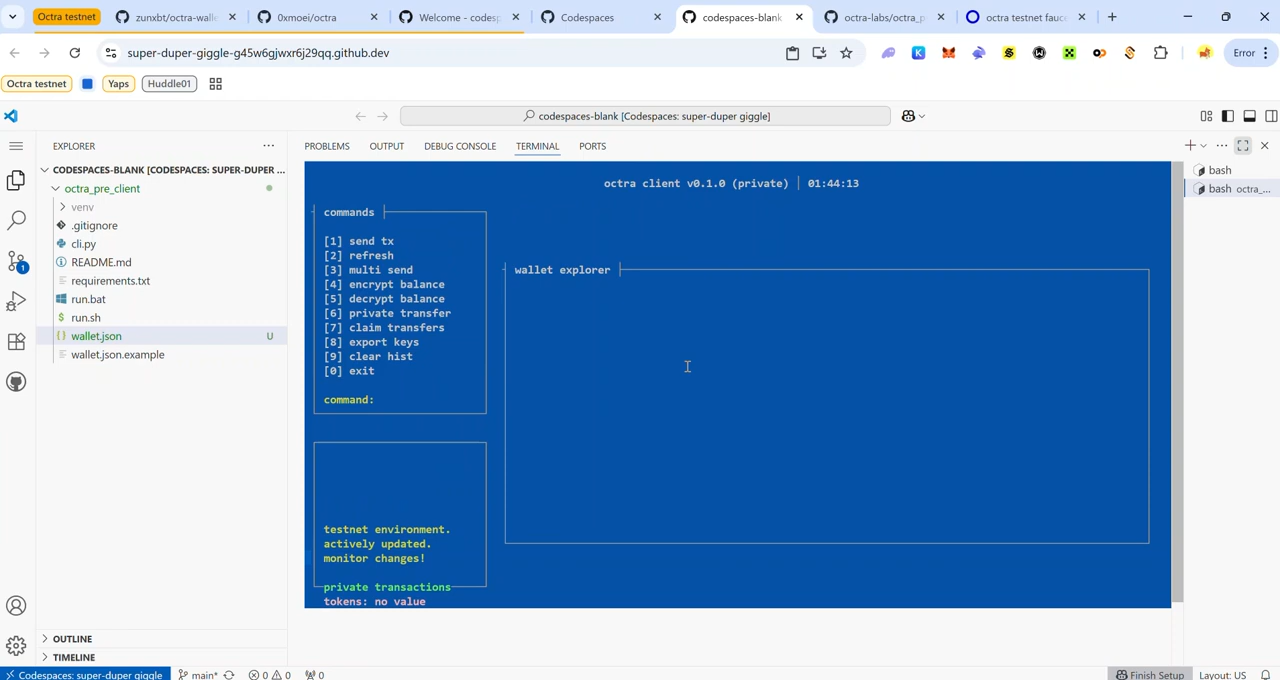 Octra testnet
zunxbt/octra-walle
0xmoei/octra
Welcome - codesp
Codespaces
codespaces-blank
octra-labs/octra_p
octra testnet fauce
super-duper-giggle-g45w6gjwxr6j29qq.github.dev
Error
Octra testnet
Yaps
Huddle01
codespaces-blank [Codespaces: super-duper giggle]
EXPLORER
PROBLEMS
OUTPUT
DEBUG CONSOLE
TERMINAL
PORTS
CODESPACES-BLANK [CODESPACES: SUPER-DUPER ...
octra_pre_client
venv
.gitignore
cli.py
README.md
requirements.txt
run.bat
run.sh
wallet.json U
wallet.json.example
OUTLINE
TIMELINE
octra client v0.1.0 (private) │ 01:44:13
commands
[1] send tx
[2] refresh
[3] multi send
[4] encrypt balance
[5] decrypt balance
[6] private transfer
[7] claim transfers
[8] export keys
[9] clear hist
[0] exit
command:
wallet explorer
testnet environment.
actively updated.
monitor changes!
private transactions
tokens: no value
bash
bash octra_...
1
Codespaces: super-duper giggle
main*
0 0
0
Finish Setup
Layout: US